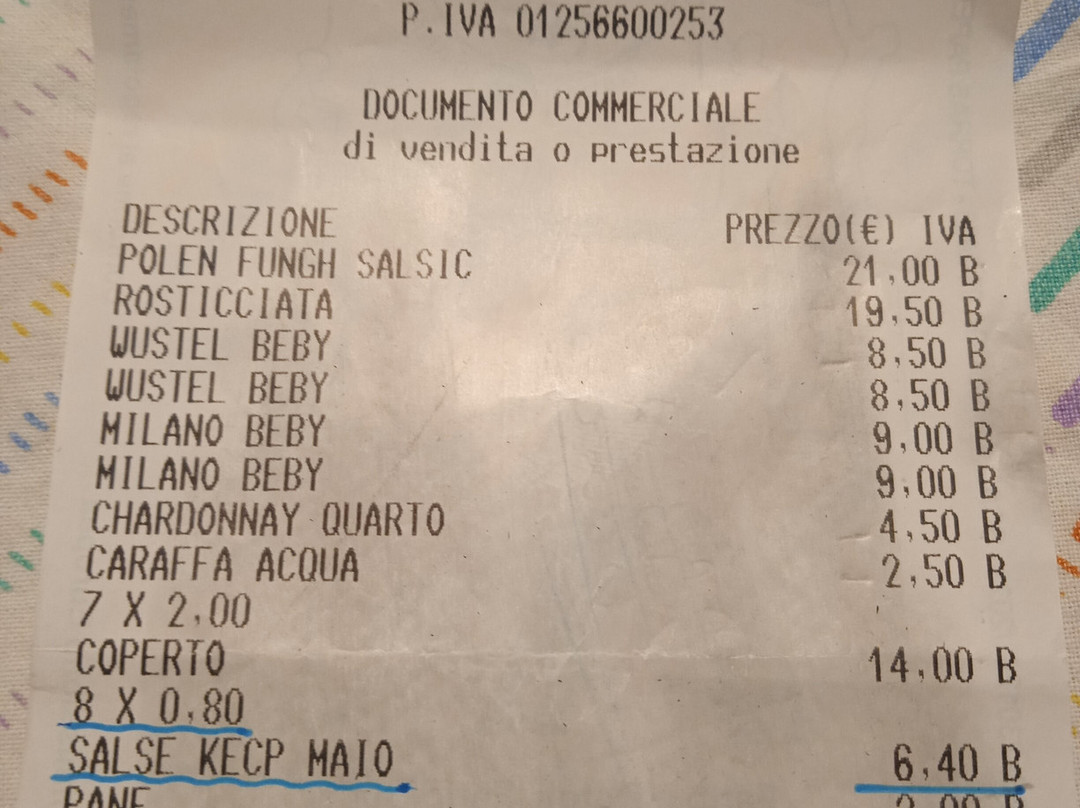 P.IVA 01256600253
DOCUMENTO COMMERCIALE
di vendita o prestazione
DESCRIZIONE PREZZO(€) IVA
POLEN FUNGH SALSIC 21,00 B
ROSTICCIATA 19,50 B
WUSTEL BEBY 8,50 B
WUSTEL BEBY 8,50 B
MILANO BEBY 9,00 B
MILANO BEBY 9,00 B
CHARDONNAY QUARTO 4,50 B
CARAFFA ACQUA 2,50 B
7 X 2,00
COPERTO 14,00 B
8 X 0,80
SALSE KECP MAIO 6,40 B
PANE